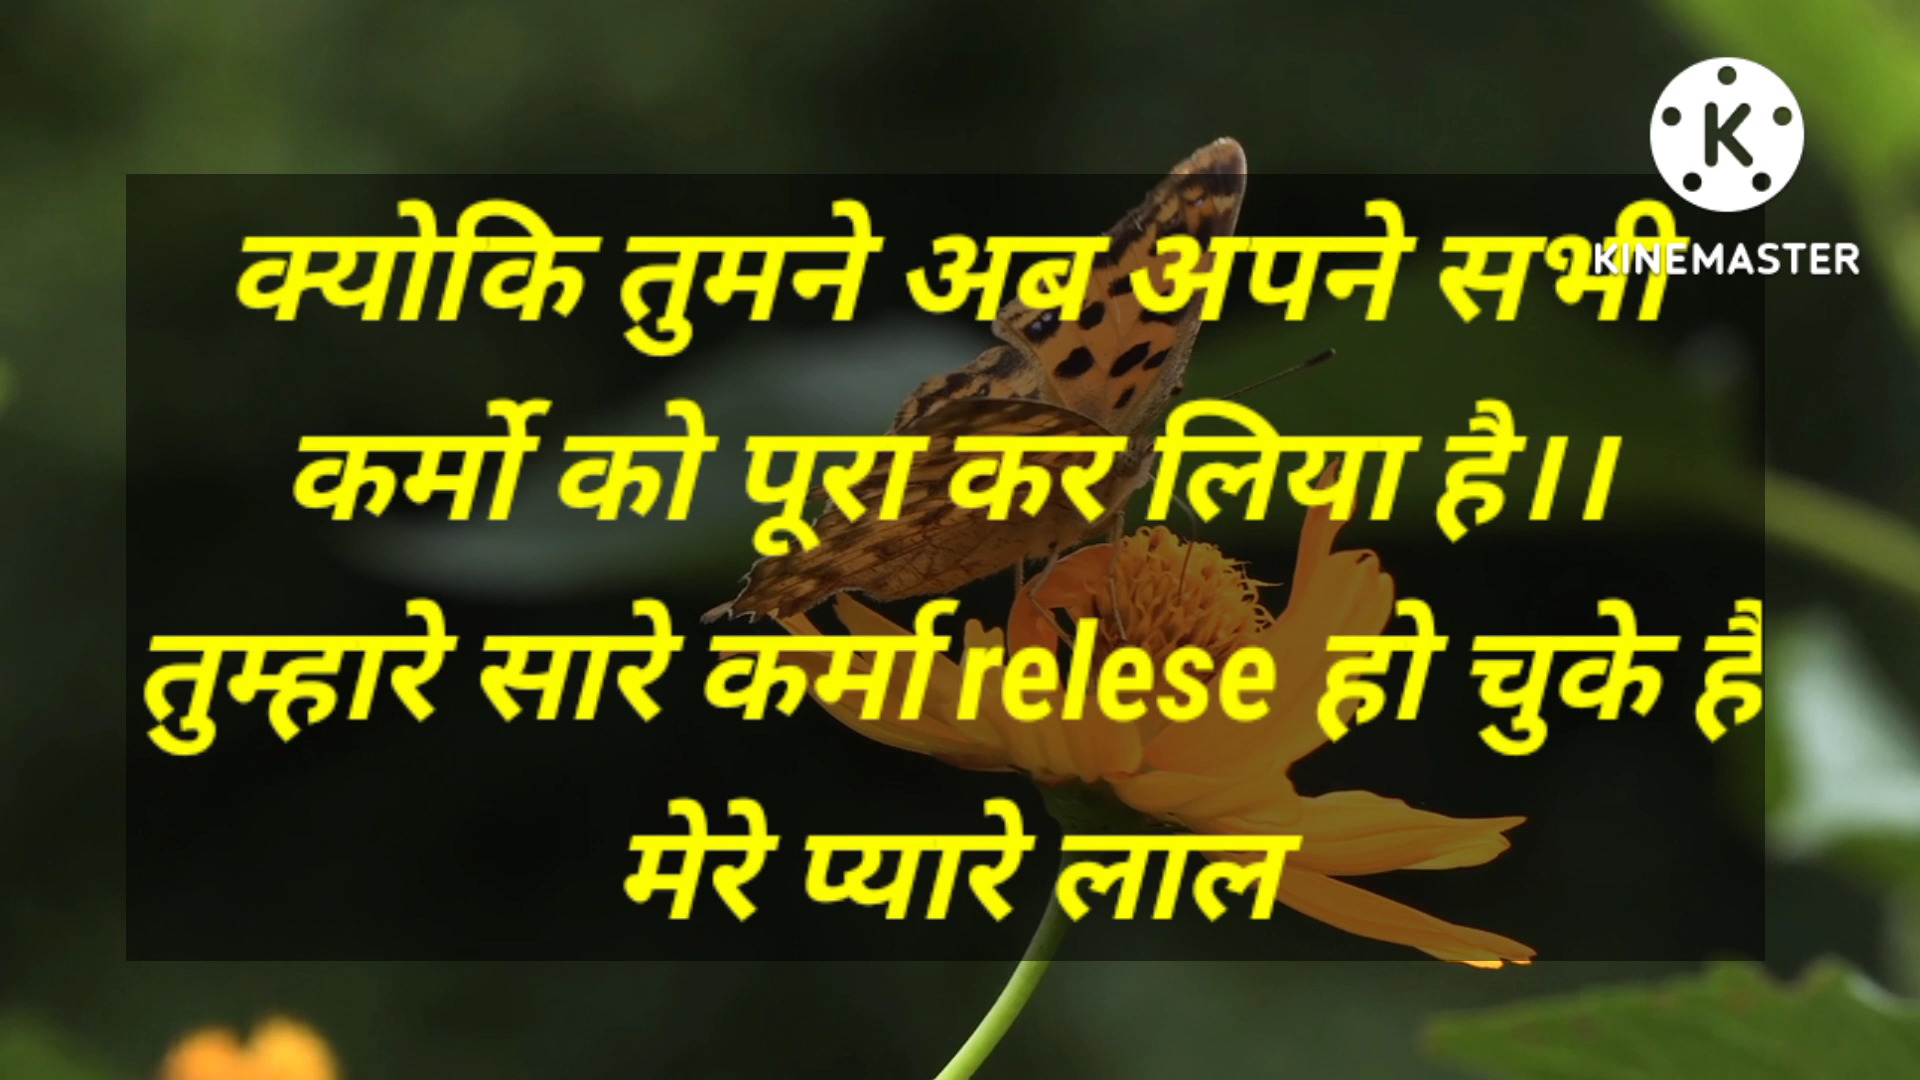 क्योकि तुमने अब अपने सभी
कर्मो को पूरा कर लिया है।।
तुम्हारे सारे कर्मा relese हो चुके है
मेरे प्यारे लाल
K
KINEMASTER